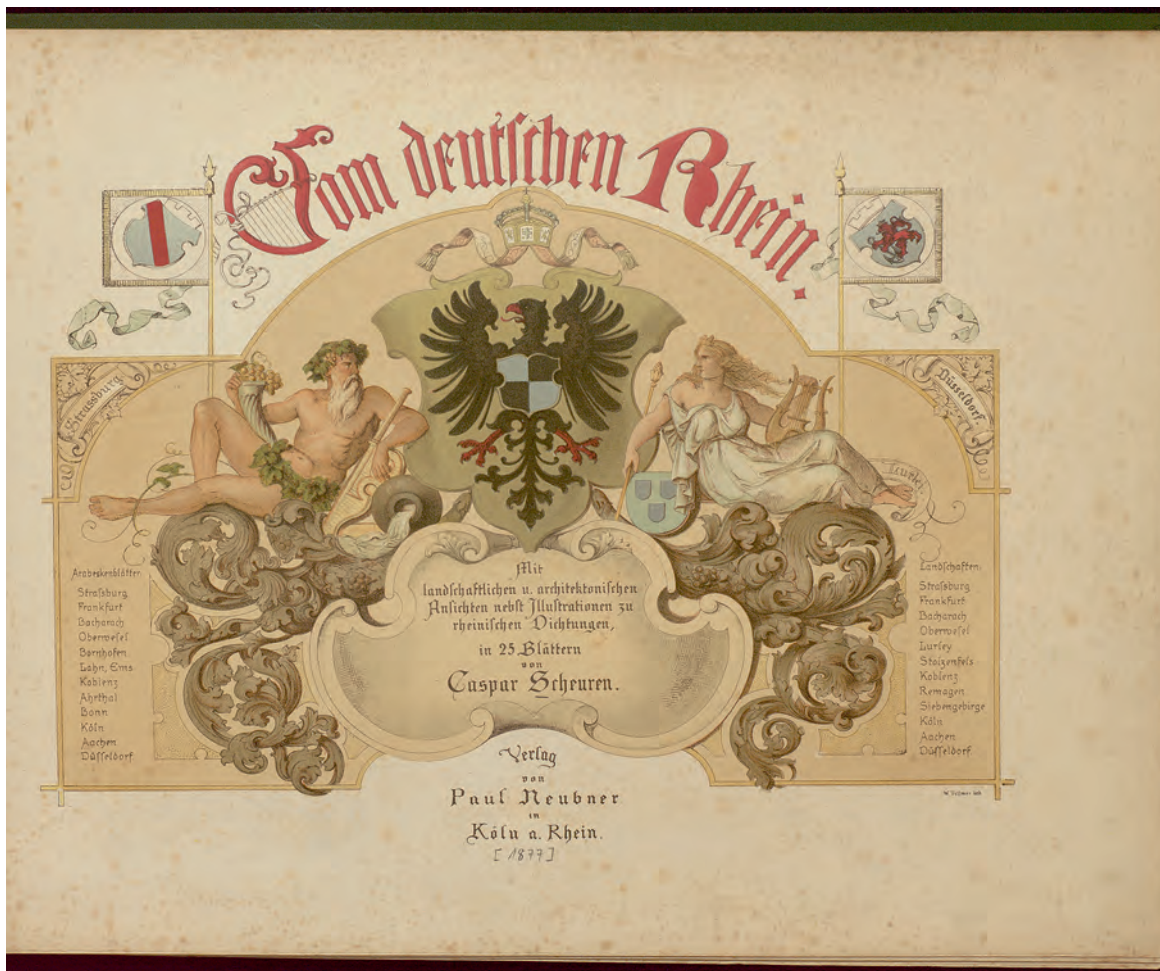 Vom deutschen Rhein.
Strassburg.
Düsseldorf.
Lurlei.
Mit
landschaftlichen u. architektonischen
Ansichten nebst Illustrationen zu
rheinischen Dichtungen,
in 25 Blättern
von
Caspar Scheuren.
Arabeskenblätter:
Straſsburg
Frankfurt
Bacharach
Oberweſel
Bornhofen
Lahn, Ems
Koblenz
Ahrthal
Bonn
Köln
Aachen
Düſſeldorf
Landſchaften:
Straſsburg
Frankfurt
Bacharach
Oberweſel
Lurley
Stolzenfels
Koblenz
Remagen
Siebengebirge
Köln
Aachen
Düſſeldorf
Verlag
von
Paul Neubner
in
Köln a. Rhein.
[1877]